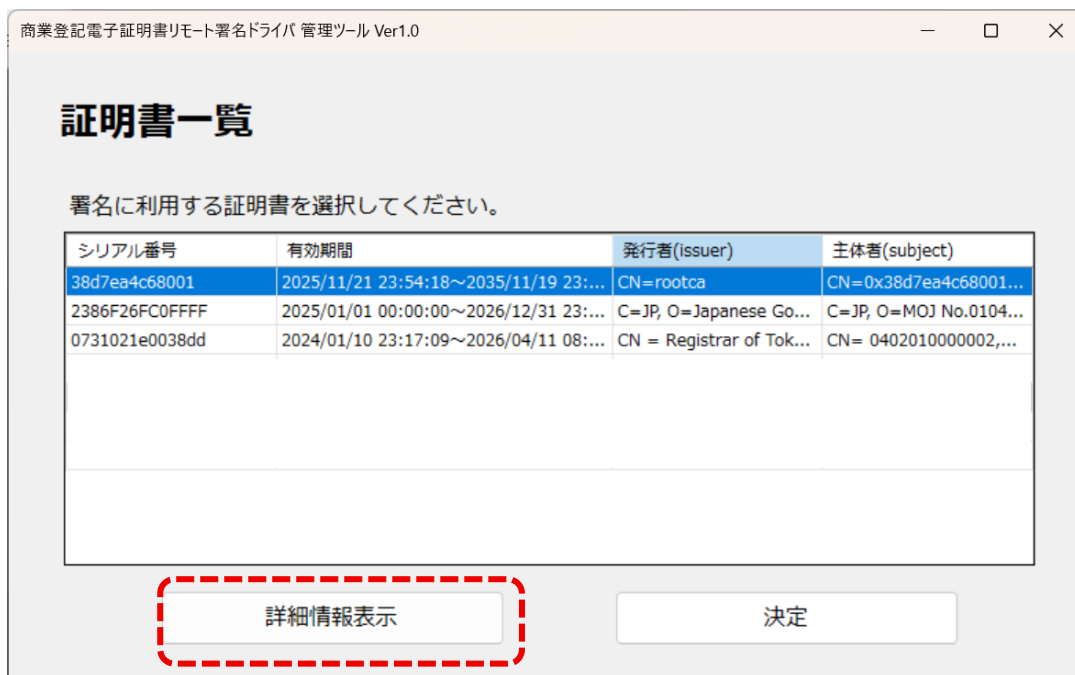 商業登記電子証明書リモート署名ドライバ 管理ツール Ver1.0
証明書一覧
署名に利用する証明書を選択してください。
シリアル番号 有効期間 発行者(issuer) 主体者(subject)
38d7ea4c68001 2025/11/21 23:54:18～2035/11/19 23:... CN=rootca CN=0x38d7ea4c68001...
2386F26FC0FFFF 2025/01/01 00:00:00～2026/12/31 23:... C=JP, O=Japanese Go... C=JP, O=MOJ No.0104...
0731021e0038dd 2024/01/10 23:17:09～2026/04/11 08:... CN = Registrar of Tok... CN= 0402010000002,...
詳細情報表示 決定